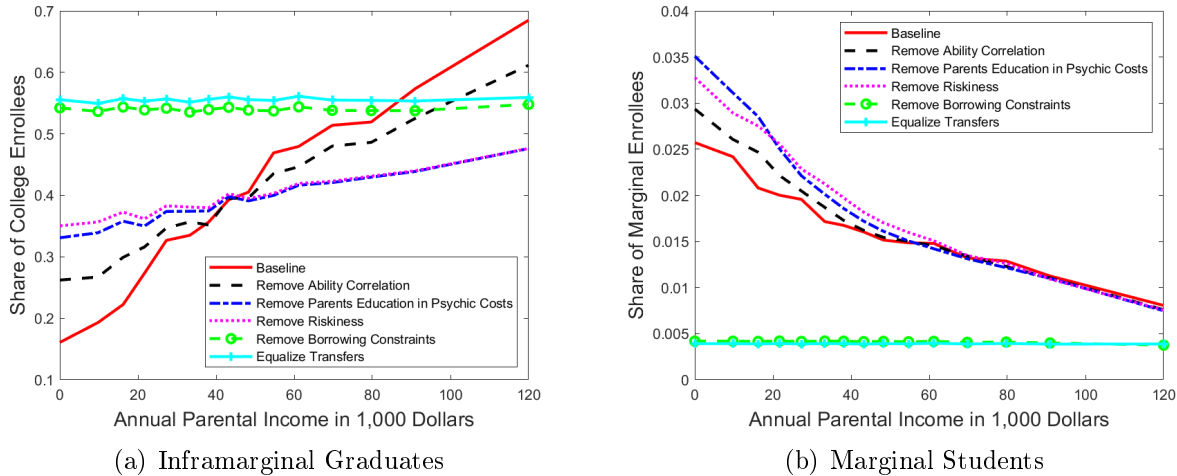 0.7
0.6
0.5
0.4
0.3
0.2
0.1
Share of College Enrollees
Baseline
Remove Ability Correlation
Remove Parents Education in Psychic Costs
Remove Riskiness
Remove Borrowing Constraints
Equalize Transfers
0 20 40 60 80 100 120
Annual Parental Income in 1,000 Dollars
(a) Inframarginal Graduates
0.04
0.035
0.03
0.025
0.02
0.015
0.01
0.005
0
Share of Marginal Enrollees
Baseline
Remove Ability Correlation
Remove Parents Education in Psychic Costs
Remove Riskiness
Remove Borrowing Constraints
Equalize Transfers
0 20 40 60 80 100 120
Annual Parental Income in 1,000 Dollars
(b) Marginal Students